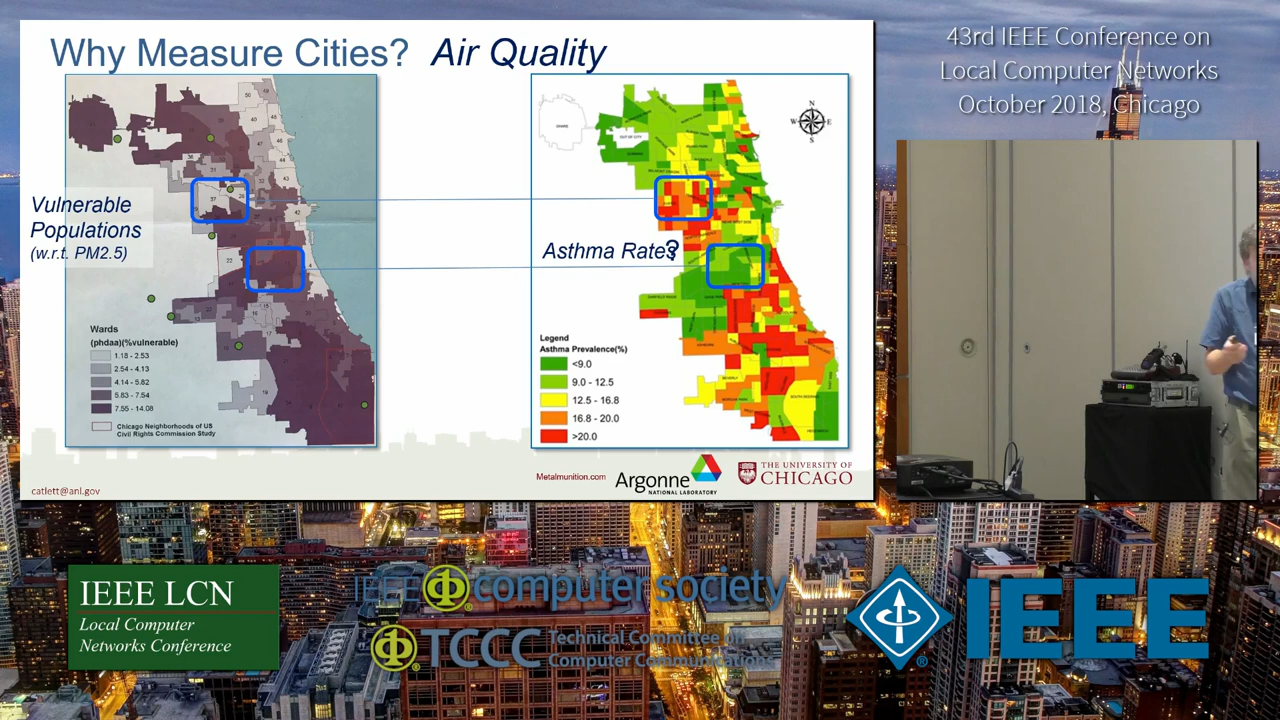 Why Measure Cities? Air Quality
Vulnerable
Populations
(w.r.t. PM2.5)
Wards
(phdaa)(%vulnerable)
1.18 - 2.53
2.54 - 4.13
4.14 - 5.82
5.83 - 7.54
7.55 - 14.08
Chicago Neighborhoods of US
Civil Rights Commission Study
Asthma Rates?
N
W E
S
OUT OF CITY
Legend
Asthma Prevalence(%)
<9.0
9.0 - 12.5
12.5 - 16.8
16.8 - 20.0
>20.0
catlett@anl.gov
Metalmunition.com
Argonne
NATIONAL LABORATORY
THE UNIVERSITY OF
CHICAGO
43rd IEEE Conference on
Local Computer Networks
October 2018, Chicago
IEEE LCN
Local Computer
Networks Conference
IEEE computer society
TCCC Technical Committee on
Computer Communications
IEEE